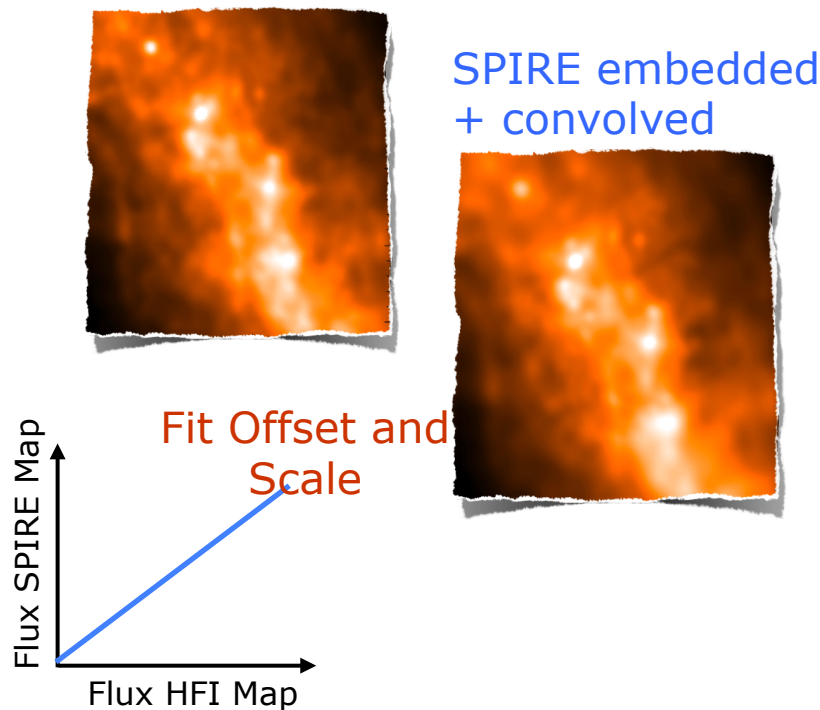 SPIRE embedded
+ convolved
Fit Offset and
Scale
Flux SPIRE Map
Flux HFI Map